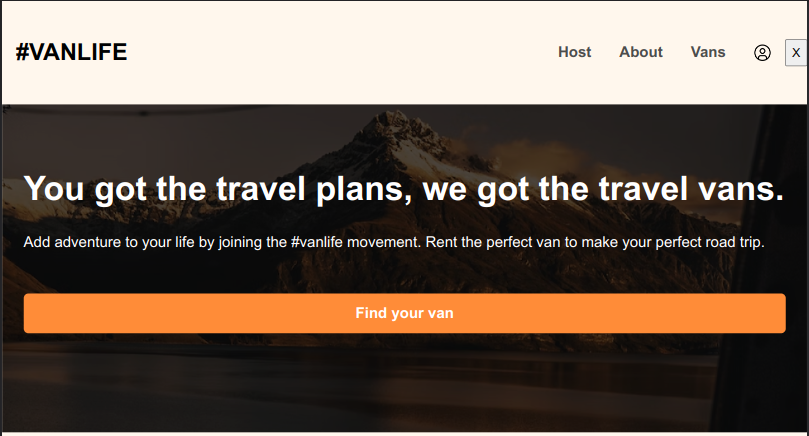 #VANLIFE
Host About Vans X
You got the travel plans, we got the travel vans.
Add adventure to your life by joining the #vanlife movement. Rent the perfect van to make your perfect road trip.
Find your van